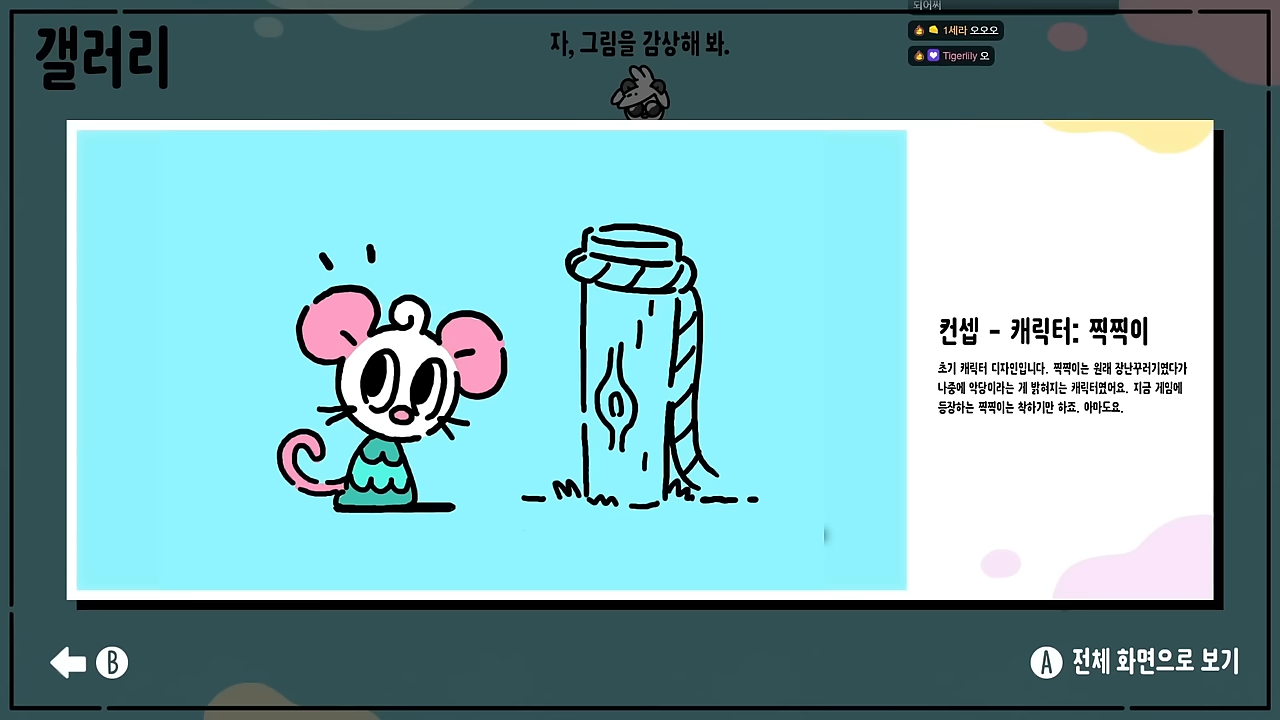 되어써
1세라 오오오
Tigerlily 오
갤러리
자, 그림을 감상해 봐.
컨셉 - 캐릭터: 찍찍이
초기 캐릭터 디자인입니다. 찍찍이는 원래 장난꾸러기였다가
나중에 악당이라는 게 밝혀지는 캐릭터였어요. 지금 게임에
등장하는 찍찍이는 착하기만 하죠. 아마도요.
B
A 전체 화면으로 보기